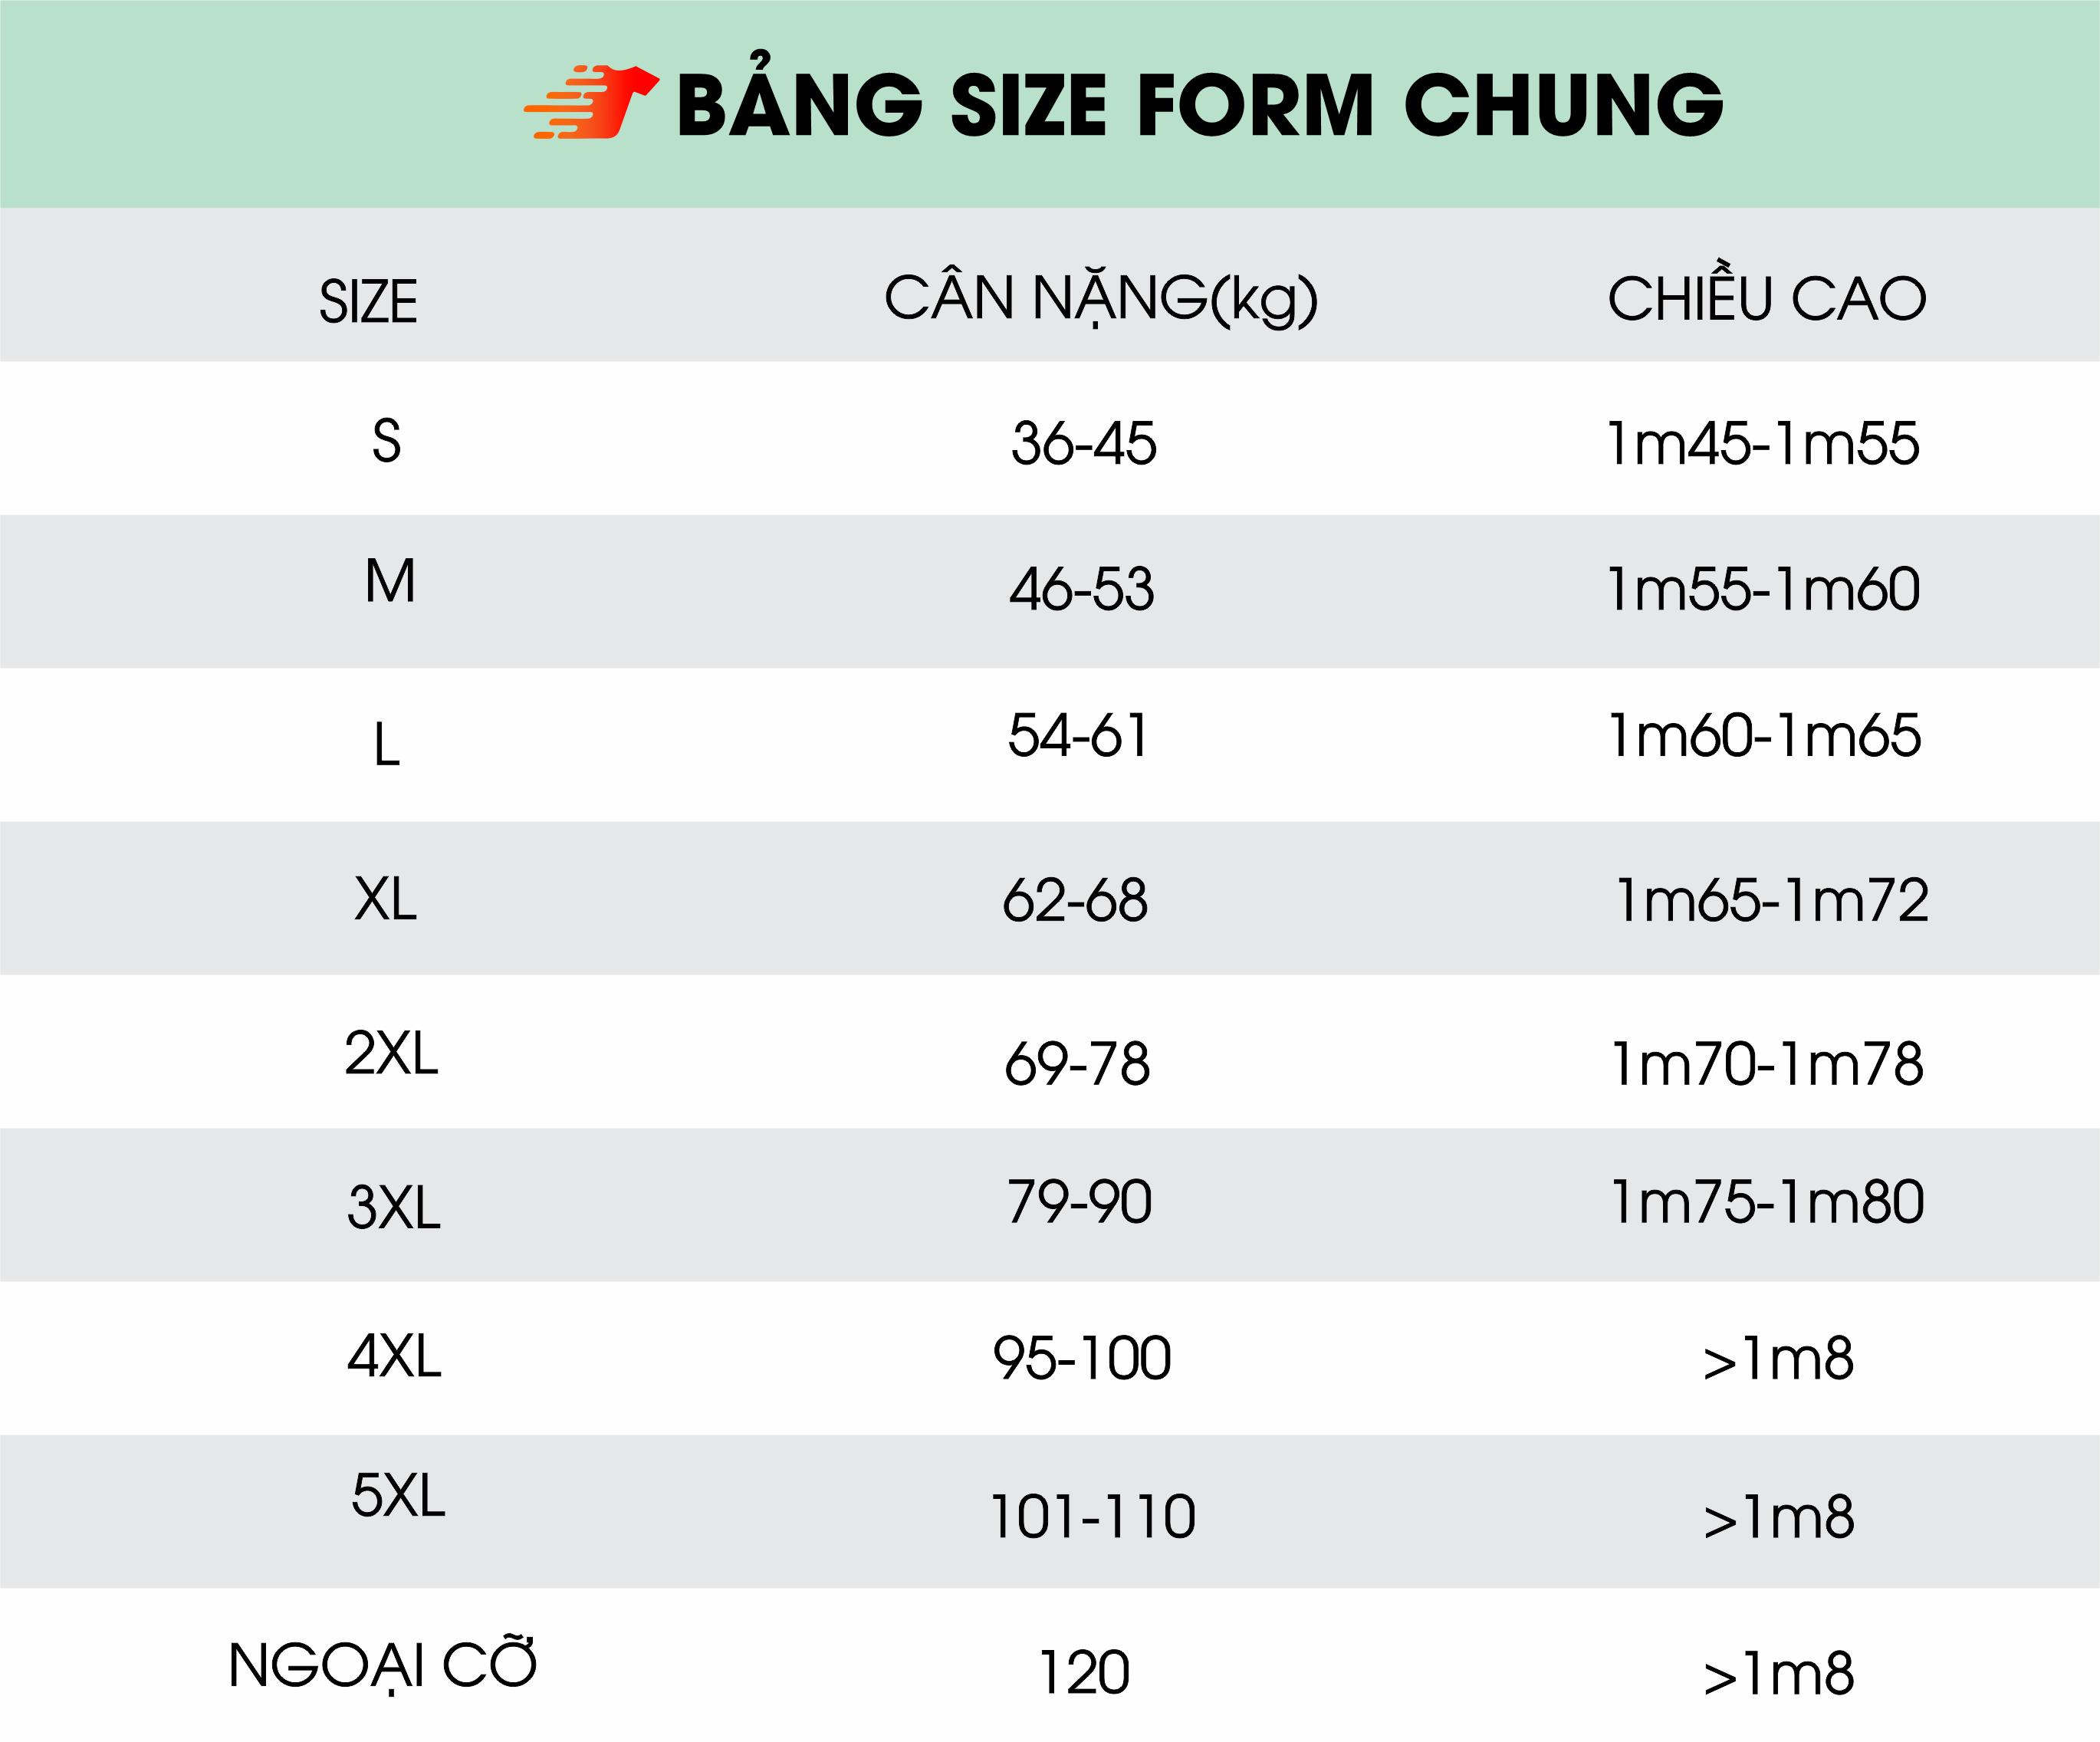 BẢNG SIZE FORM CHUNG
SIZE CÂN NẶNG(kg) CHIỀU CAO
S 36-45 1m45-1m55
M 46-53 1m55-1m60
L 54-61 1m60-1m65
XL 62-68 1m65-1m72
2XL 69-78 1m70-1m78
3XL 79-90 1m75-1m80
4XL 95-100 >1m8
5XL 101-110 >1m8
NGOẠI CỠ 120 >1m8